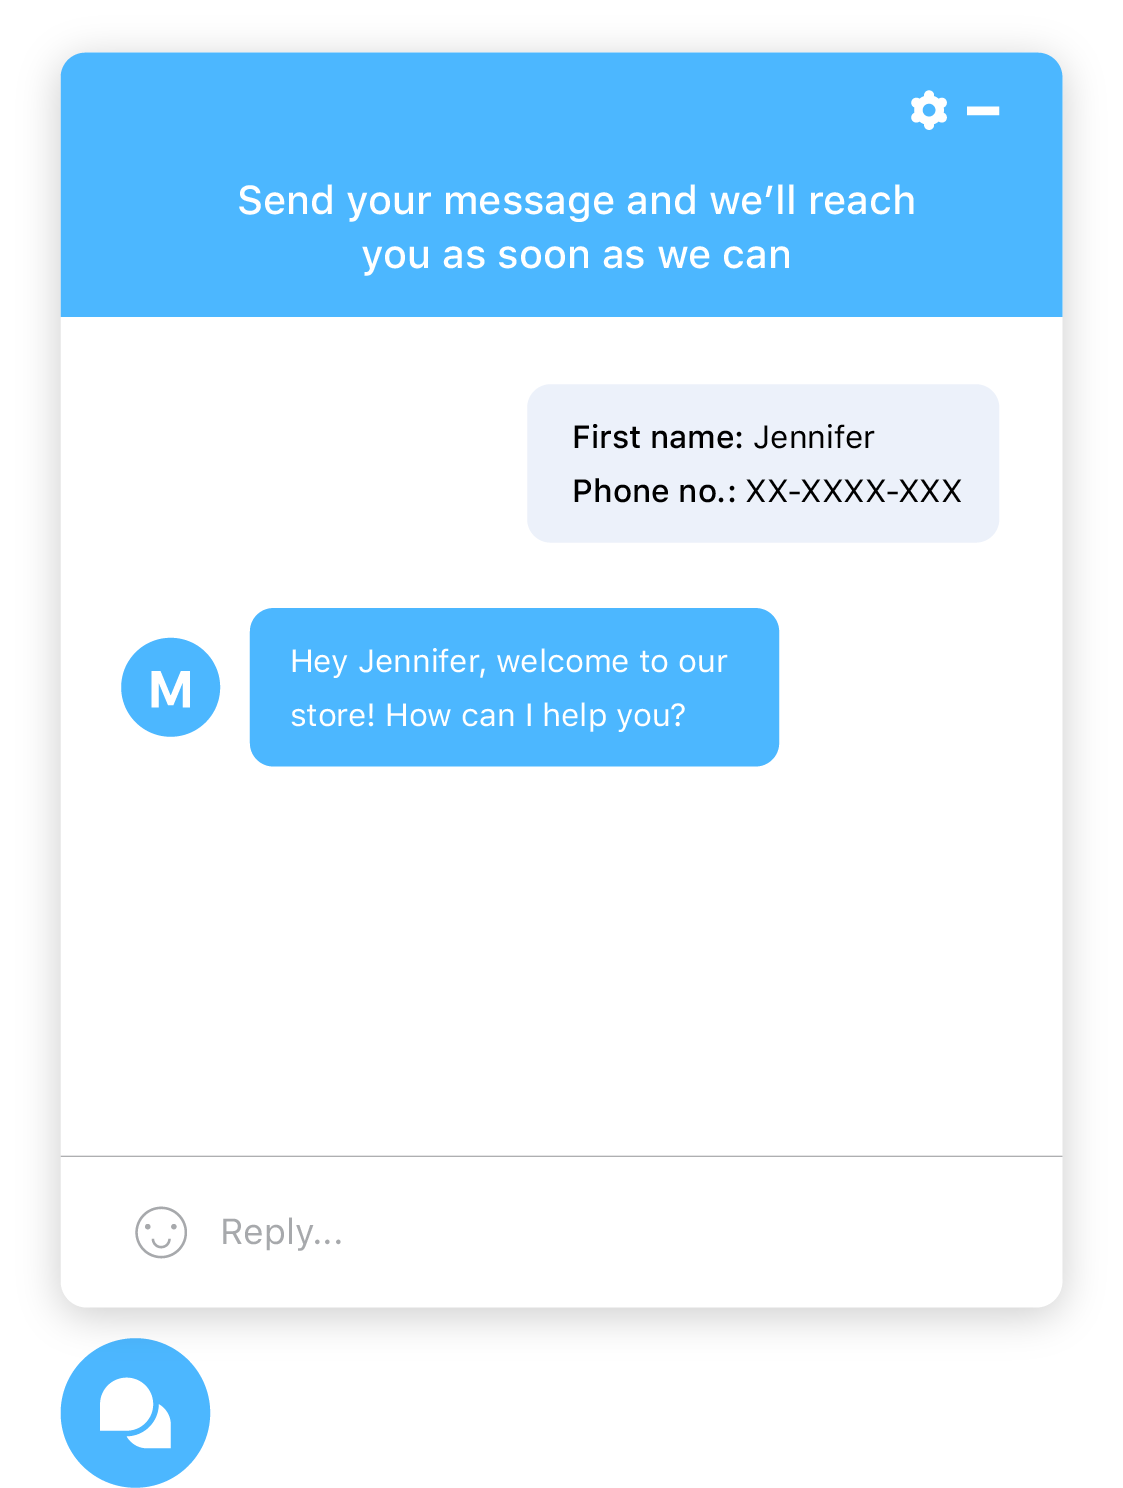 Send your message and we’ll reach
you as soon as we can
First name: Jennifer
Phone no.: XX-XXXX-XXX
M
Hey Jennifer, welcome to our
store! How can I help you?
Reply...